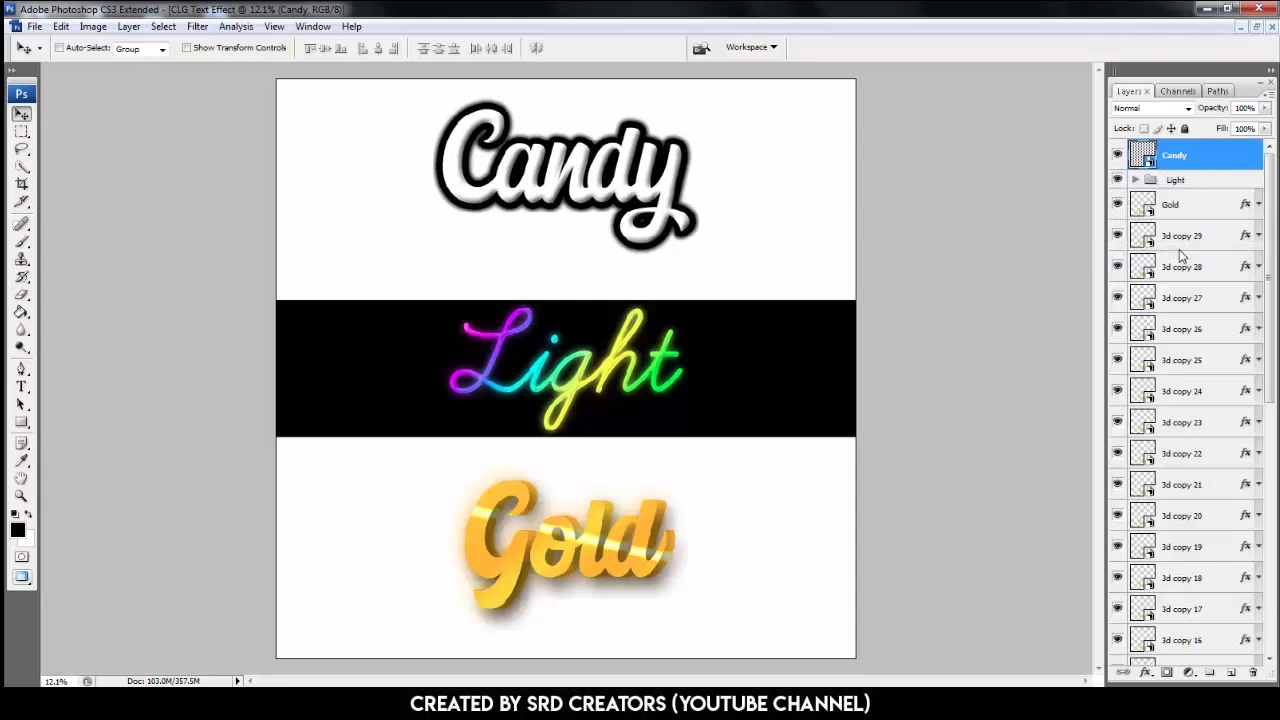 Adobe Photoshop CS3 Extended - [CLG Text Effect @ 12.1% (Candy, RGB/8)]
File Edit Image Layer Select Filter Analysis View Window Help
Auto-Select: Group Show Transform Controls Workspace
Ps
Layers Channels Paths
Normal Opacity: 100%
Lock: Fill: 100%
Candy
Light
Gold
3d copy 29
3d copy 28
3d copy 27
3d copy 26
3d copy 25
3d copy 24
3d copy 23
3d copy 22
3d copy 21
3d copy 20
3d copy 19
3d copy 18
3d copy 17
3d copy 16
Candy
Light
Gold
12.1% Doc: 103.0M/357.5M
CREATED BY SRD CREATORS (YOUTUBE CHANNEL)